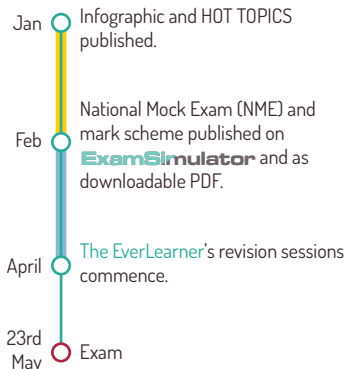 Jan
Infographic and HOT TOPICS
published.
Feb
National Mock Exam (NME) and
mark scheme published on
ExamSimulator and as
downloadable PDF.
April
The EverLearner's revision sessions
commence.
23rd
May
Exam